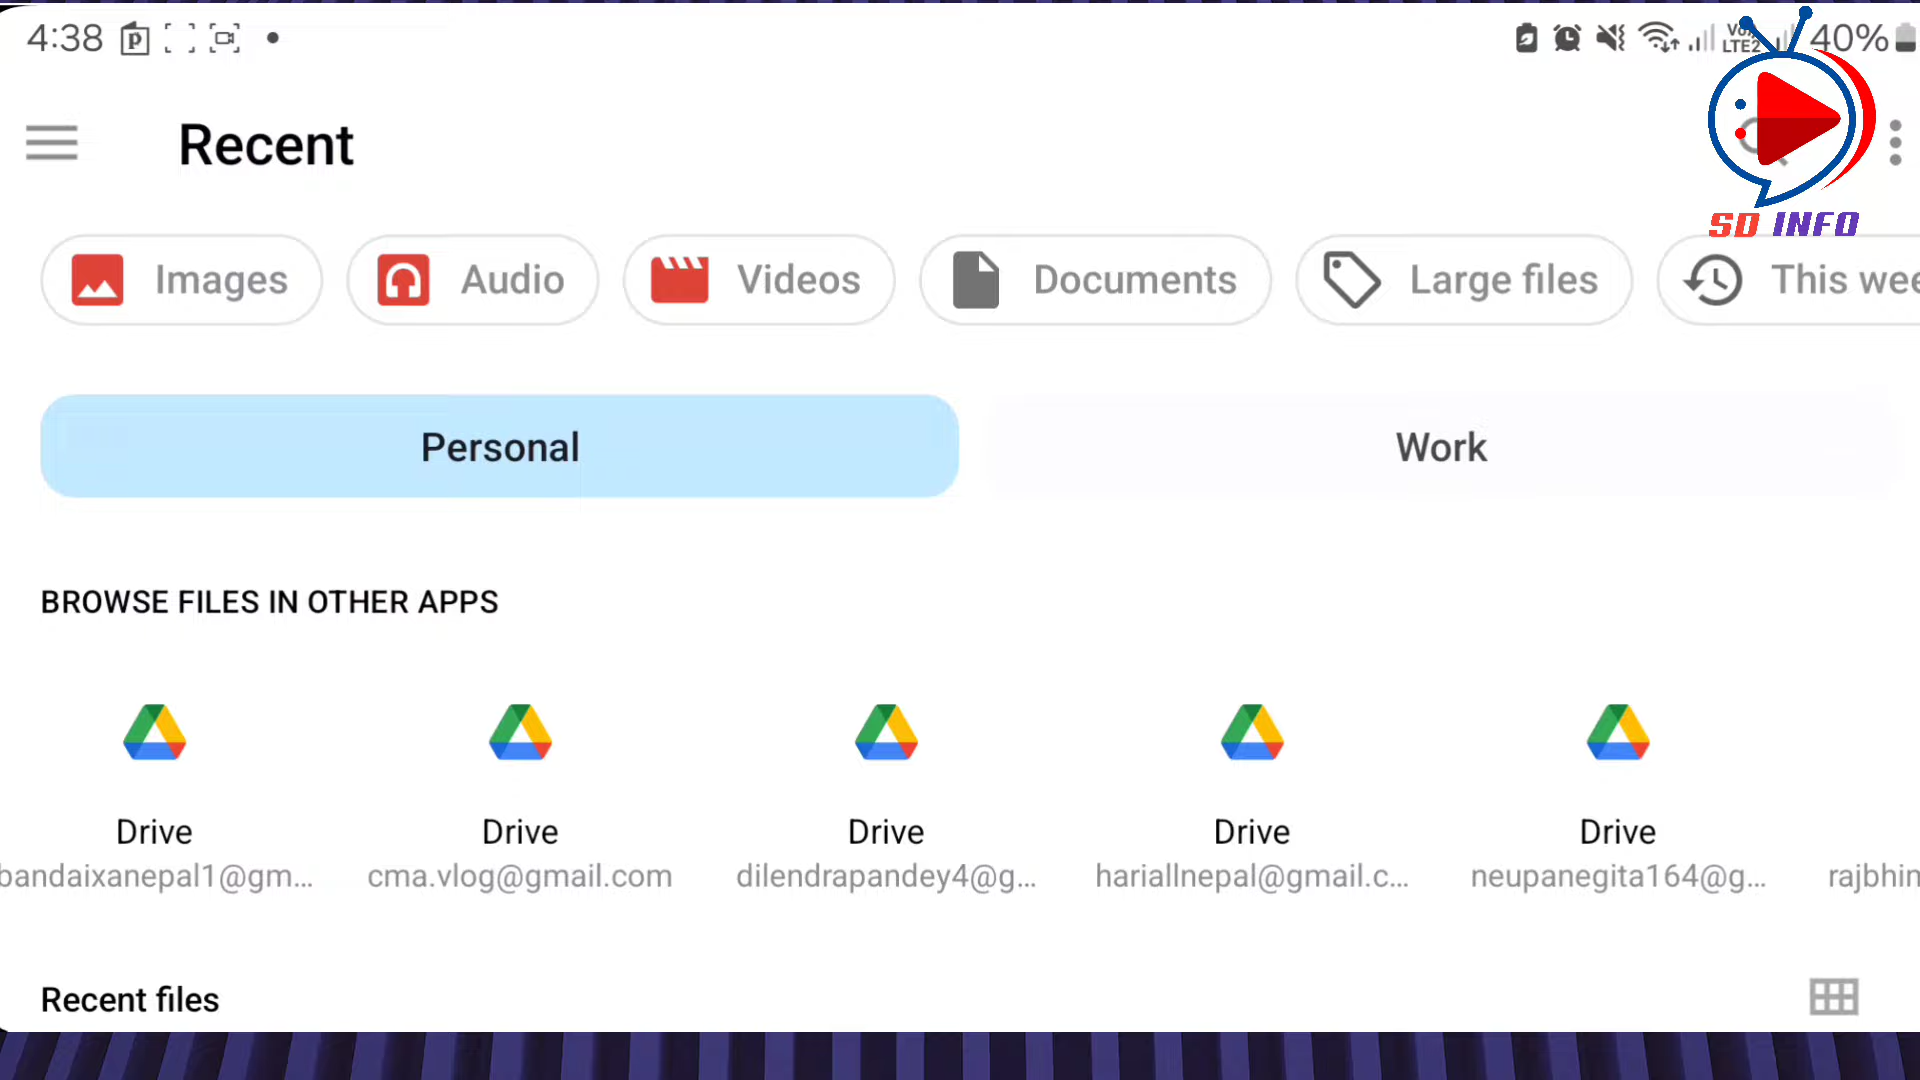 4:38
LTE2 40%
Recent
SD INFO
Images Audio Videos Documents Large files This wee
Personal Work
BROWSE FILES IN OTHER APPS
Drive Drive Drive Drive Drive
bandaixanepal1@gm... cma.vlog@gmail.com dilendrapandey4@g... hariallnepal@gmail.c... neupanegita164@g... rajbhin
Recent files